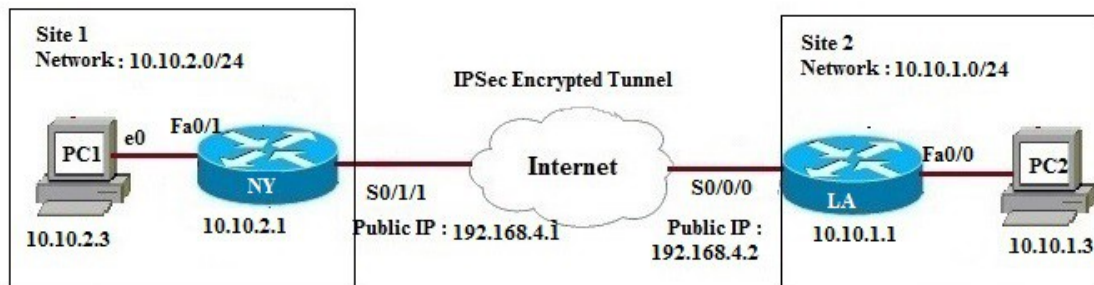 Site 1
Network : 10.10.2.0/24
PC1
e0
Fa0/1
NY
10.10.2.3
10.10.2.1
S0/1/1
Public IP : 192.168.4.1
IPSec Encrypted Tunnel
Internet
S0/0/0
Public IP :
192.168.4.2
Site 2
Network : 10.10.1.0/24
LA
Fa0/0
PC2
10.10.1.1
10.10.1.3